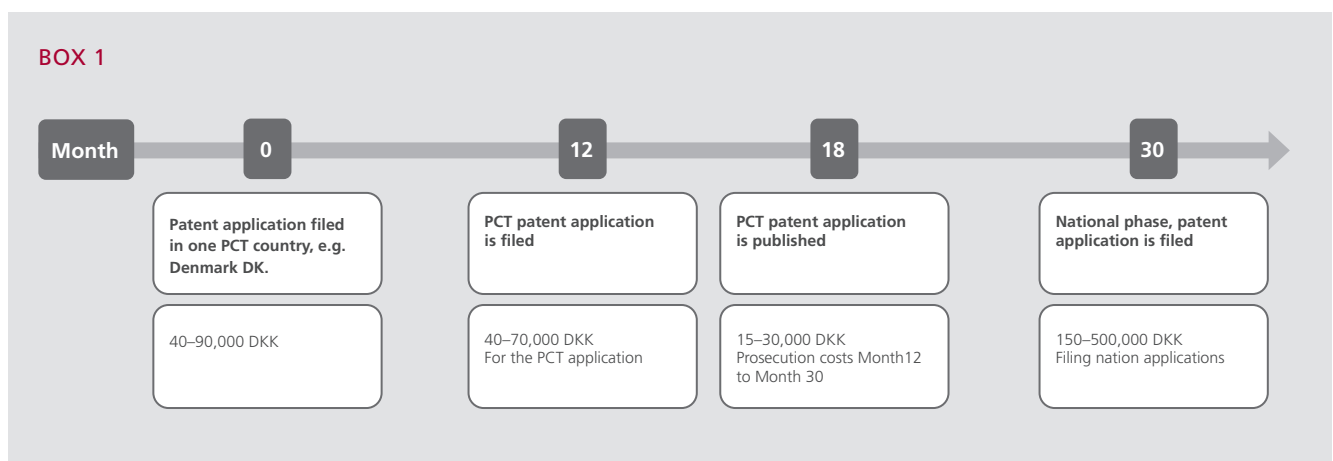 BOX 1
Month
0
12
18
30
Patent application filed
in one PCT country, e.g.
Denmark DK.
40–90,000 DKK
PCT patent application
is filed
40–70,000 DKK
For the PCT application
PCT patent application
is published
15–30,000 DKK
Prosecution costs Month12
to Month 30
National phase, patent
application is filed
150–500,000 DKK
Filing nation applications